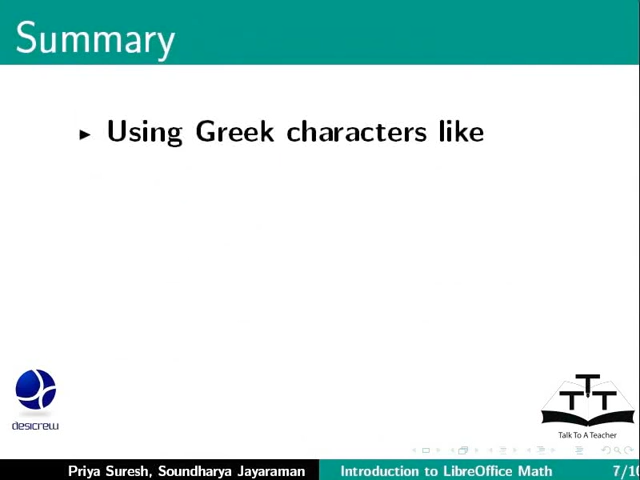 Summary
Using Greek characters like
desicrew
TTT
Talk To A Teacher
Priya Suresh, Soundharya Jayaraman Introduction to LibreOffice Math 7/10